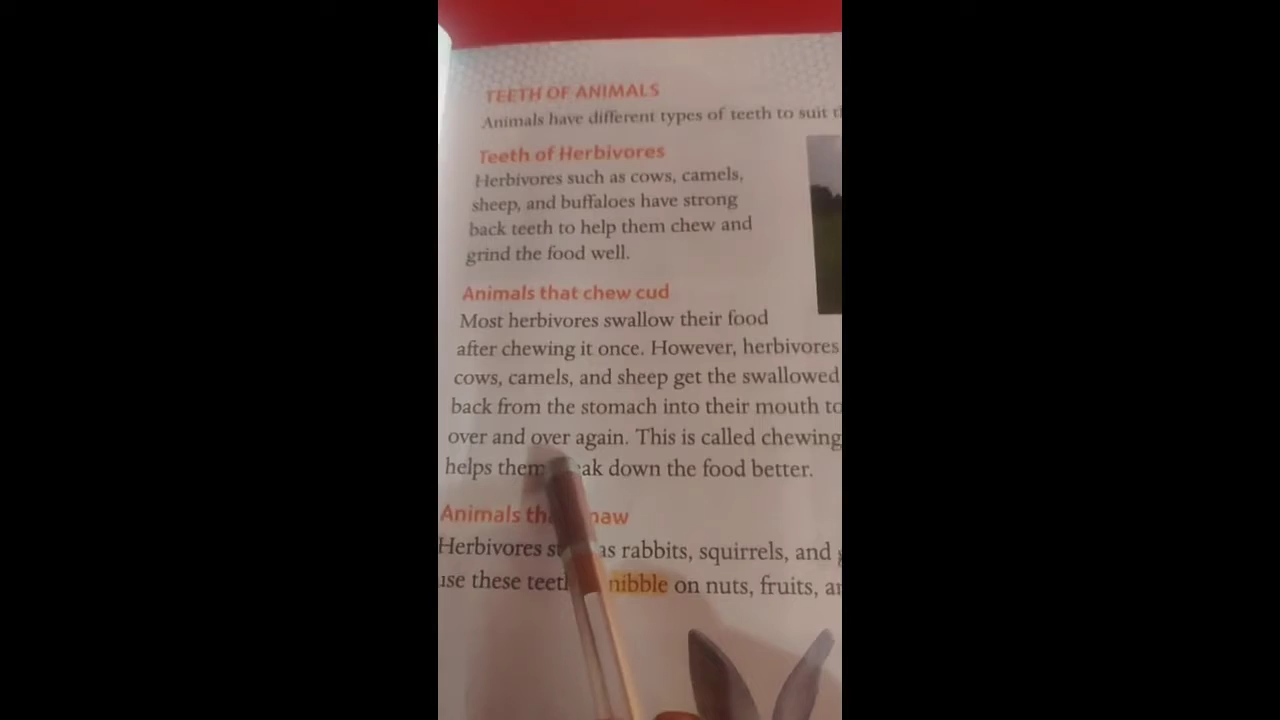 TEETH OF ANIMALS
Animals have different types of teeth to suit
Teeth of Herbivores
Herbivores such as cows, camels,
sheep, and buffaloes have strong
back teeth to help them chew and
grind the food well.
Animals that chew cud
Most herbivores swallow their food
after chewing it once. However, herbivores
cows, camels, and sheep get the swallowed
back from the stomach into their mouth to
over and over again. This is called chewing
helps them down the food better.
Animals
Herbivores as rabbits, squirrels, and
use these teeth nibble on nuts, fruits,